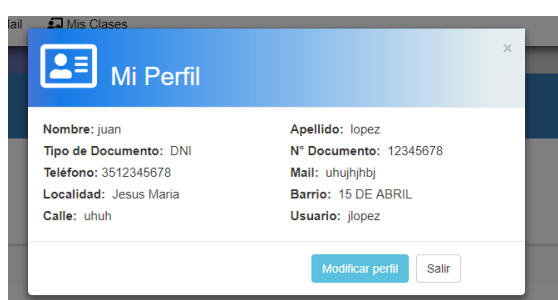 ail Mis Clases
×
Mi Perfil
Nombre: juan Apellido: lopez
Tipo de Documento: DNI N° Documento: 12345678
Teléfono: 3512345678 Mail: uhujhjhbj
Localidad: Jesus Maria Barrio: 15 DE ABRIL
Calle: uhuh Usuario: jlopez
Modificar perfil Salir